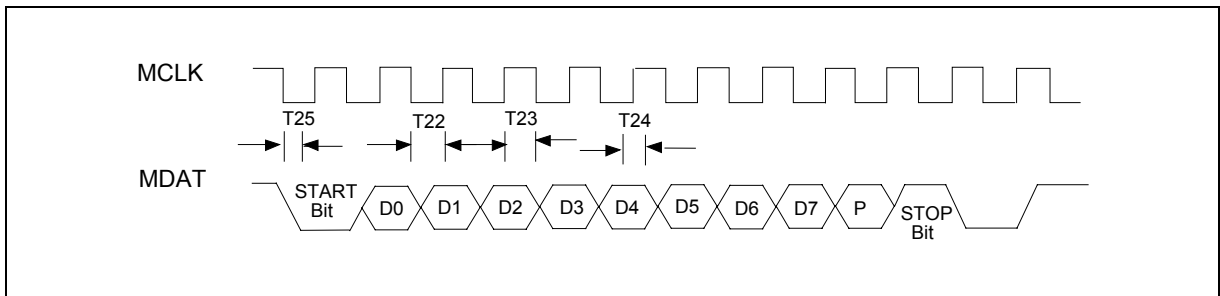 MCLK
T25
T22
T23
T24
MDAT
START
Bit
D0
D1
D2
D3
D4
D5
D6
D7
P
STOP
Bit